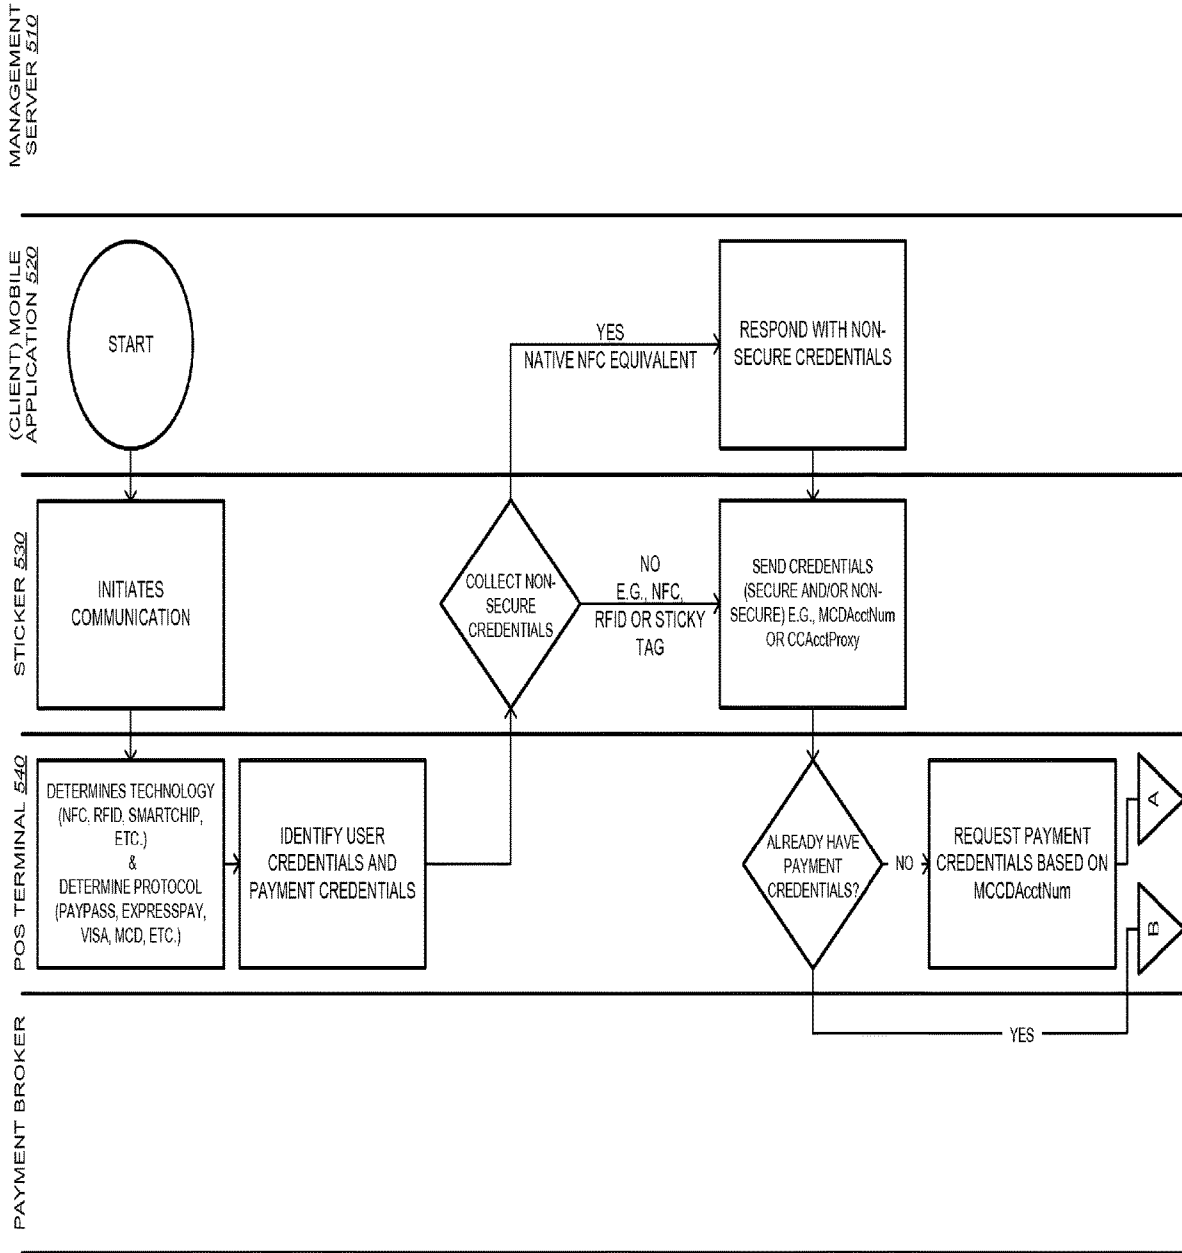 MANAGEMENT
SERVER 510
(CLIENT) MOBILE
APPLICATION 520
START
YES
NATIVE NFC EQUIVALENT
RESPOND WITH NON-
SECURE CREDENTIALS
STICKER 530
INITIATES
COMMUNICATION
COLLECT NON-
SECURE
CREDENTIALS
NO
E.G., NFC,
RFID OR STICKY
TAG
SEND CREDENTIALS
(SECURE AND/OR NON-
SECURE) E.G., MCDAcctNum
OR CCAcctProxy
POS TERMINAL 540
DETERMINES TECHNOLOGY
(NFC, RFID, SMARTCHIP,
ETC.)
&
DETERMINE PROTOCOL
(PAYPASS, EXPRESSPAY,
VISA, MCD, ETC.)
IDENTIFY USER
CREDENTIALS AND
PAYMENT CREDENTIALS
ALREADY HAVE
PAYMENT
CREDENTIALS?
NO
REQUEST PAYMENT
CREDENTIALS BASED ON
MCCDAcctNum
A
B
PAYMENT BROKER
YES